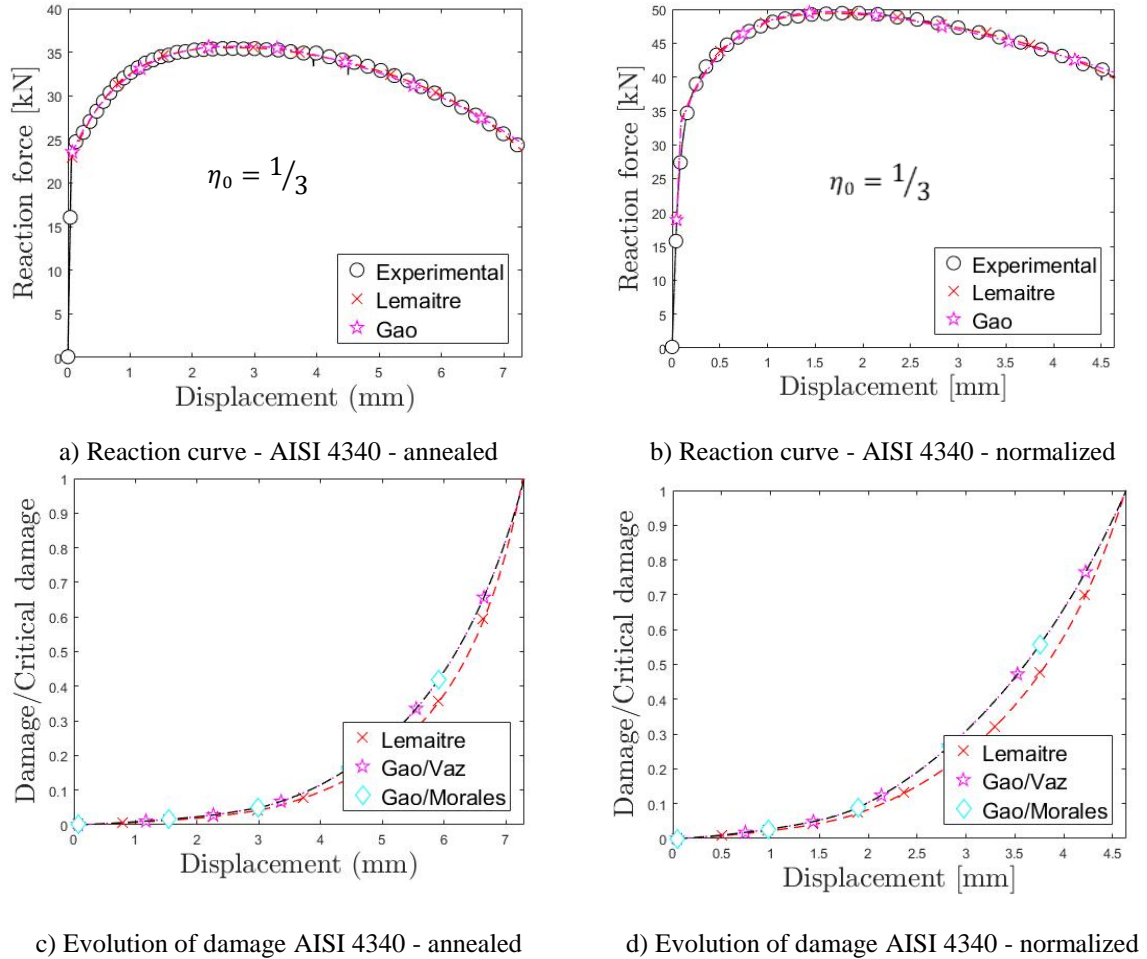 Reaction force [kN]
40
35
30
25
20
15
10
5
0
η₀ = 1/3
Experimental
Lemaitre
Gao
0 1 2 3 4 5 6 7
Displacement (mm)
a) Reaction curve - AISI 4340 - annealed
Reaction force [kN]
50
45
40
35
30
25
20
15
10
5
0
η₀ = 1/3
Experimental
Lemaitre
Gao
0 0.5 1 1.5 2 2.5 3 3.5 4 4.5
Displacement [mm]
b) Reaction curve - AISI 4340 - normalized
Damage/Critical damage
1
0.9
0.8
0.7
0.6
0.5
0.4
0.3
0.2
0.1
0
Lemaitre
Gao/Vaz
Gao/Morales
0 1 2 3 4 5 6 7
Displacement (mm)
c) Evolution of damage AISI 4340 - annealed
Damage/Critical damage
1
0.9
0.8
0.7
0.6
0.5
0.4
0.3
0.2
0.1
0
Lemaitre
Gao/Vaz
Gao/Morales
0 0.5 1 1.5 2 2.5 3 3.5 4 4.5
Displacement [mm]
d) Evolution of damage AISI 4340 - normalized